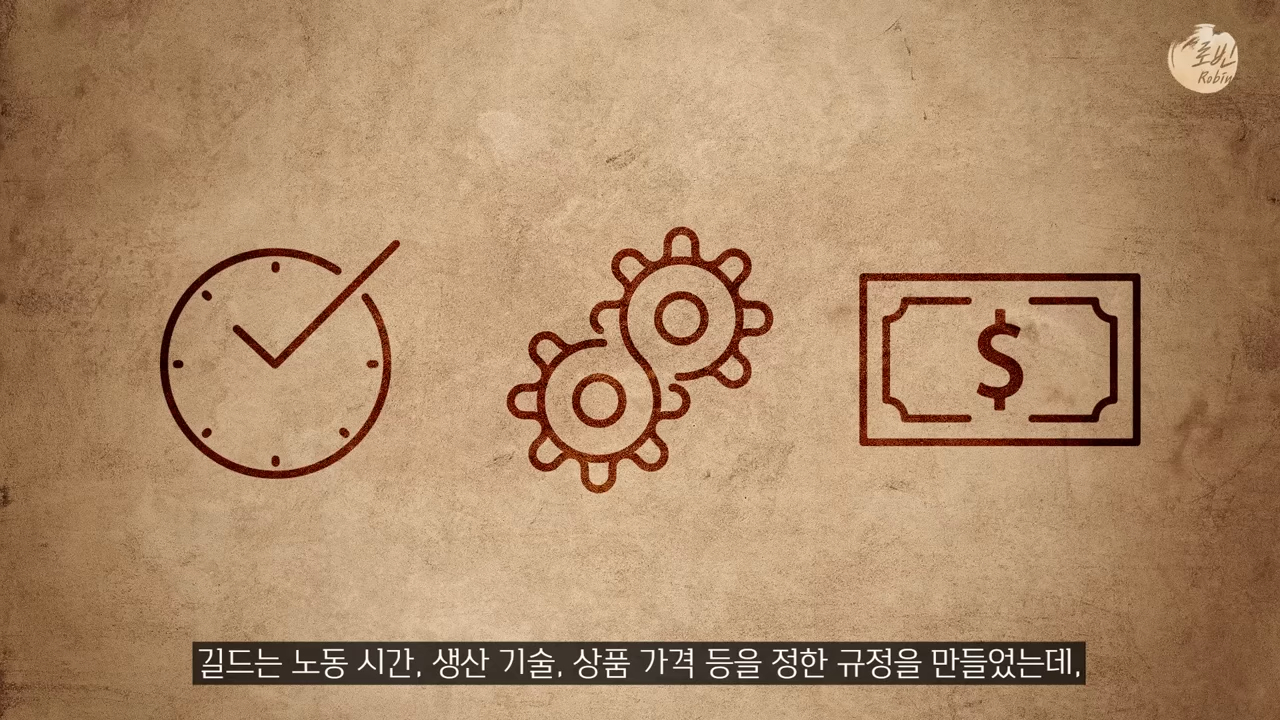 로빈
Robin
$
길드는 노동 시간, 생산 기술, 상품 가격 등을 정한 규정을 만들었는데,